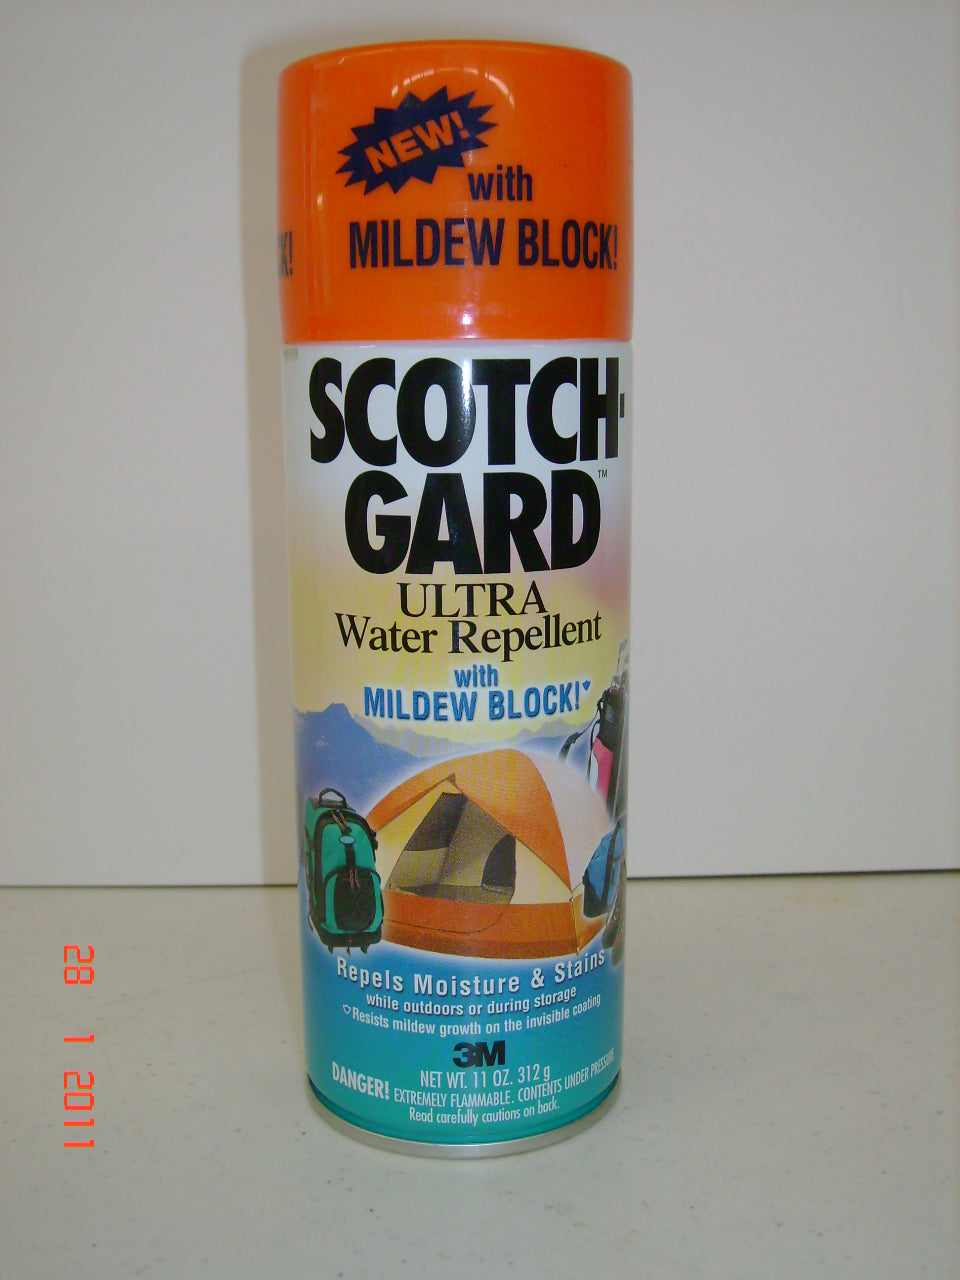 NEW!
with
MILDEW BLOCK!
K!
SCOTCH-
GARD™
ULTRA
Water Repellent
with
MILDEW BLOCK!
Repels Moisture & Stains
while outdoors or during storage
Resists mildew growth on the invisible coating
3M
NET WT. 11 OZ. 312 g
DANGER! EXTREMELY FLAMMABLE. CONTENTS UNDER PRESSURE.
Read carefully cautions on back.
28 1 2011